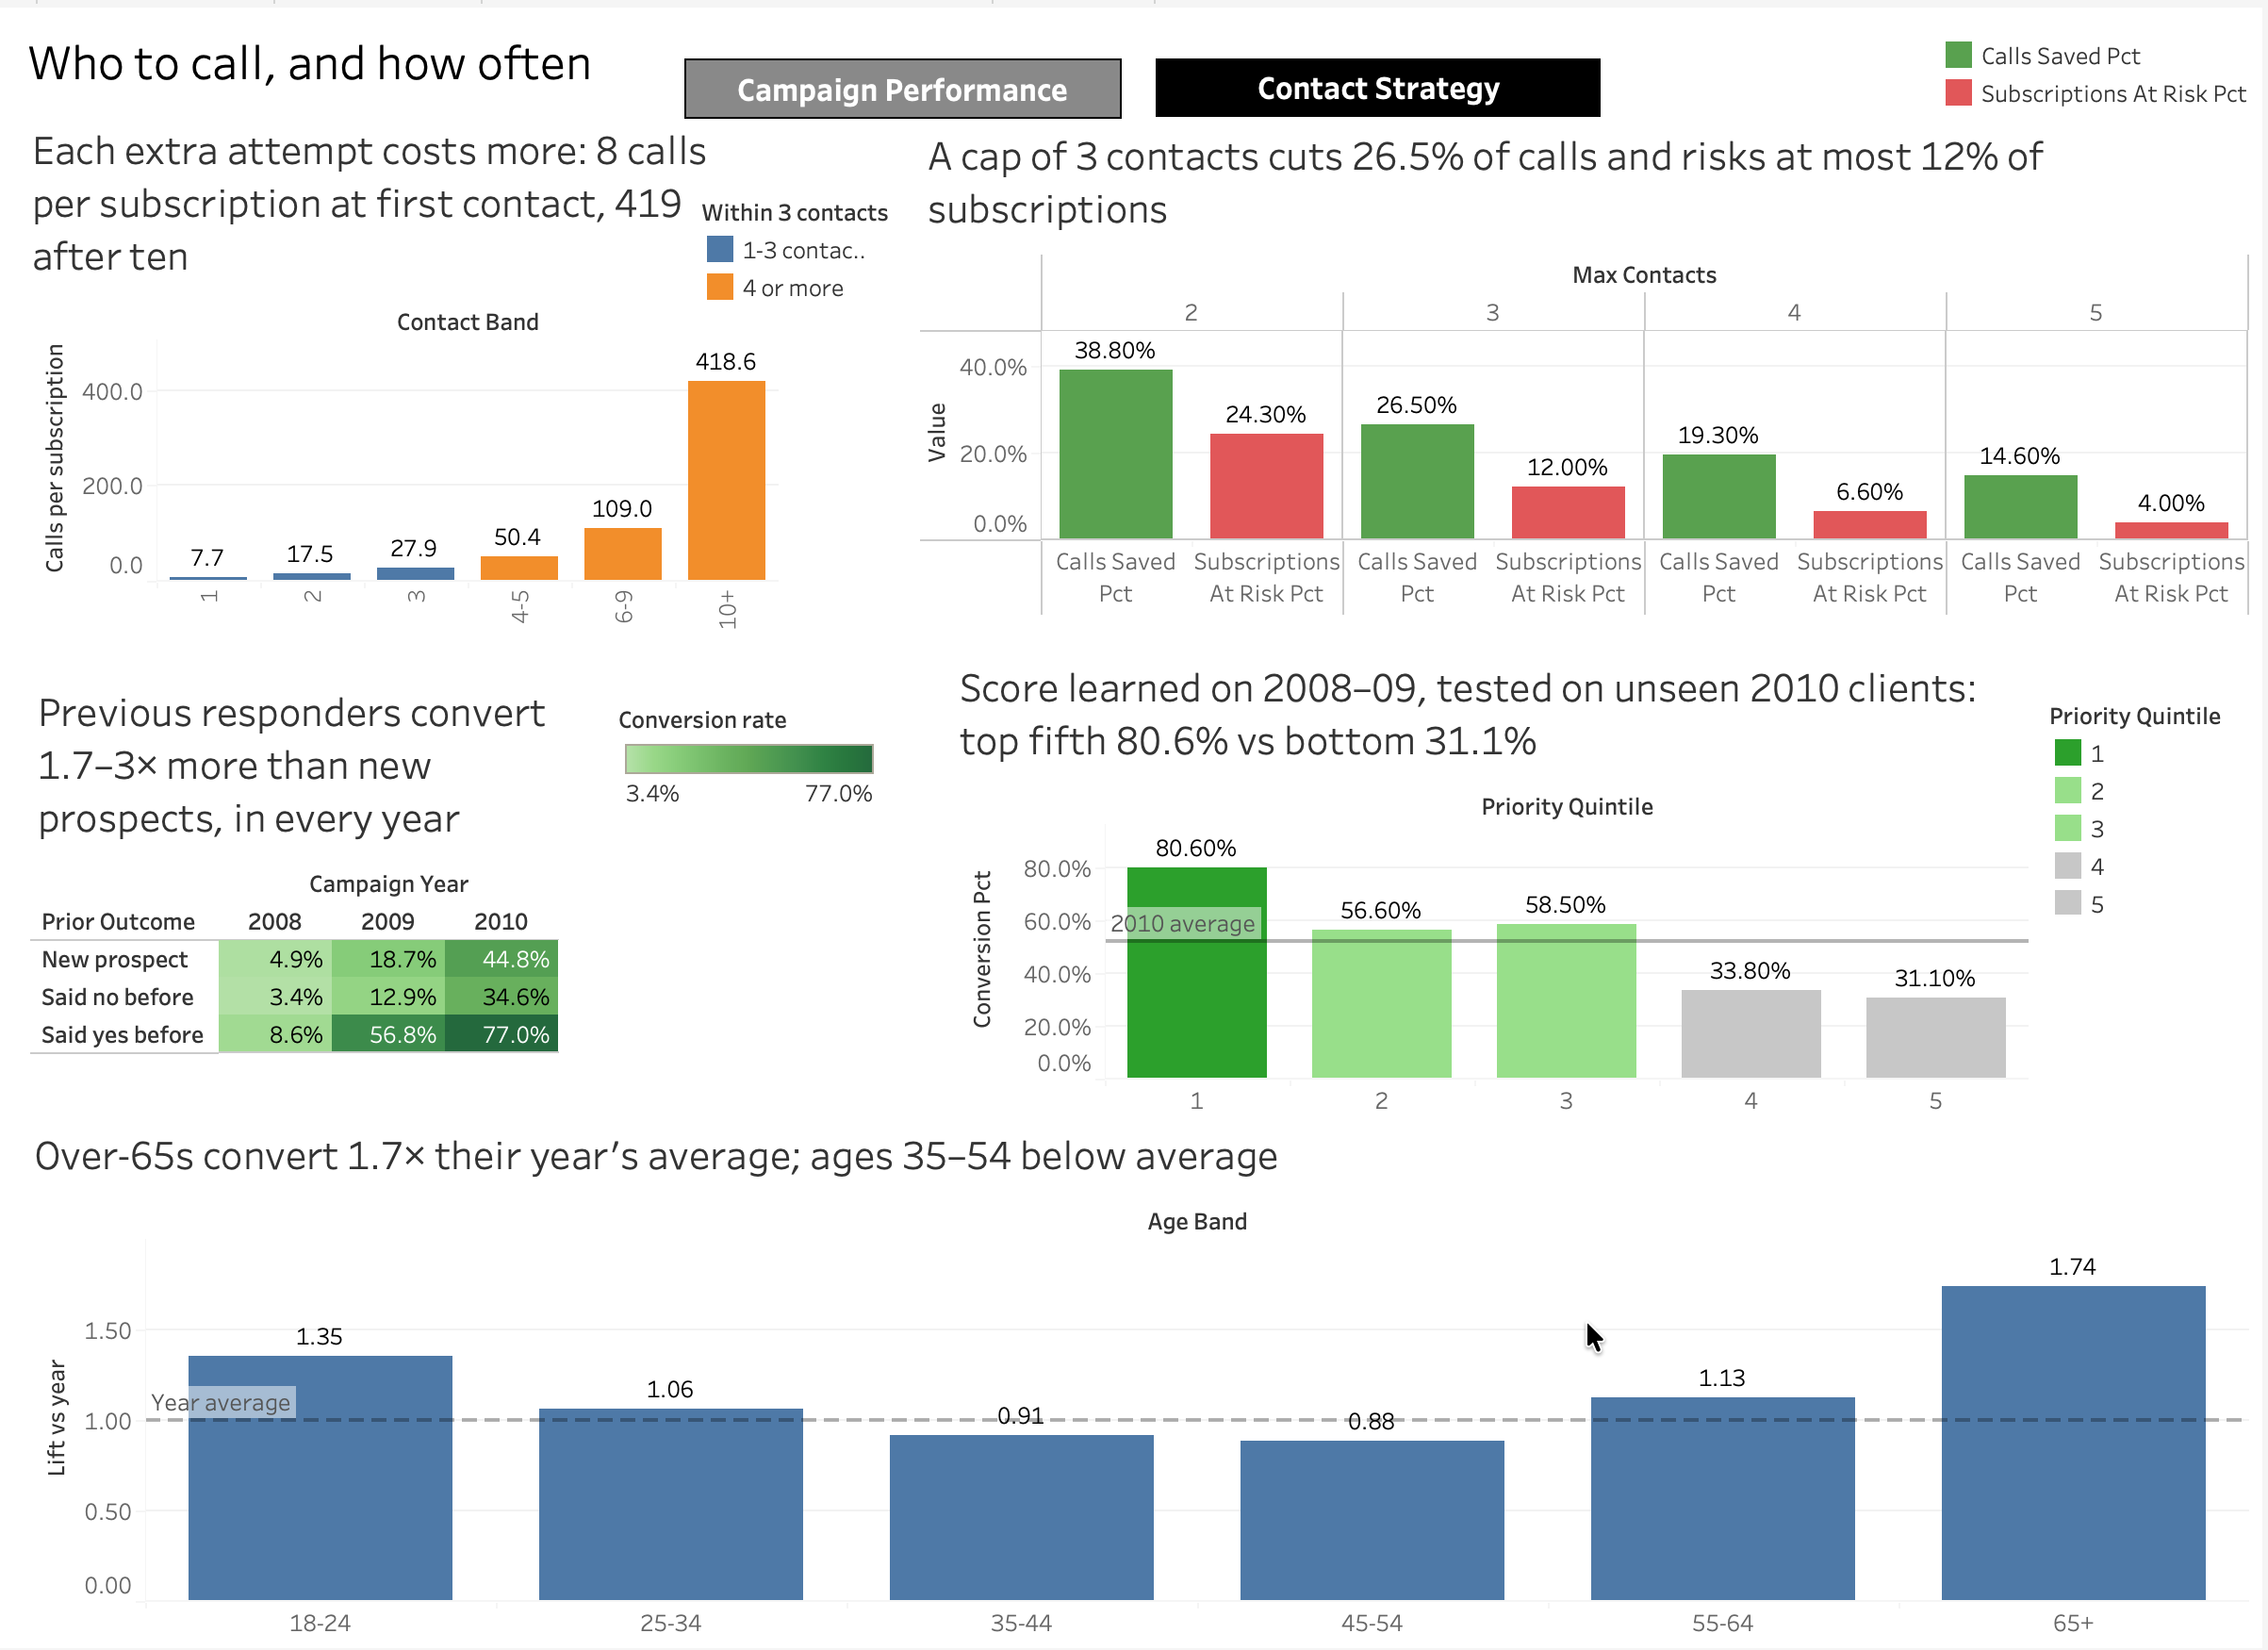 Who to call, and how often
Campaign Performance
Contact Strategy
Calls Saved Pct
Subscriptions At Risk Pct
Each extra attempt costs more: 8 calls
per subscription at first contact, 419
after ten
Within 3 contacts
1-3 contac..
4 or more
Contact Band
Calls per subscription
400.0
200.0
0.0
7.7
17.5
27.9
50.4
109.0
418.6
1
2
3
4-5
6-9
10+
A cap of 3 contacts cuts 26.5% of calls and risks at most 12% of
subscriptions
Max Contacts
2
3
4
5
Value
40.0%
20.0%
0.0%
38.80%
24.30%
26.50%
12.00%
19.30%
6.60%
14.60%
4.00%
Calls Saved
Pct
Subscriptions
At Risk Pct
Calls Saved
Pct
Subscriptions
At Risk Pct
Calls Saved
Pct
Subscriptions
At Risk Pct
Calls Saved
Pct
Subscriptions
At Risk Pct
Previous responders convert
1.7–3× more than new
prospects, in every year
Conversion rate
3.4% 77.0%
Campaign Year
Prior Outcome 2008 2009 2010
New prospect 4.9% 18.7% 44.8%
Said no before 3.4% 12.9% 34.6%
Said yes before 8.6% 56.8% 77.0%
Score learned on 2008–09, tested on unseen 2010 clients:
top fifth 80.6% vs bottom 31.1%
Priority Quintile
1
2
3
4
5
Priority Quintile
Conversion Pct
80.0%
60.0%
40.0%
20.0%
0.0%
80.60%
56.60%
58.50%
33.80%
31.10%
2010 average
1
2
3
4
5
Over-65s convert 1.7× their year’s average; ages 35–54 below average
Age Band
Lift vs year
1.50
1.00
0.50
0.00
1.35
1.06
0.91
0.88
1.13
1.74
Year average
18-24
25-34
35-44
45-54
55-64
65+